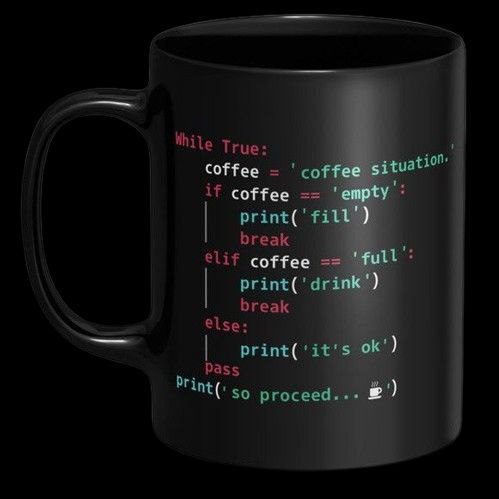 While True:
coffee = 'coffee situation.'
if coffee == 'empty':
print('fill')
break
elif coffee == 'full':
print('drink')
break
else:
print('it's ok')
pass
print('so proceed... ☕')